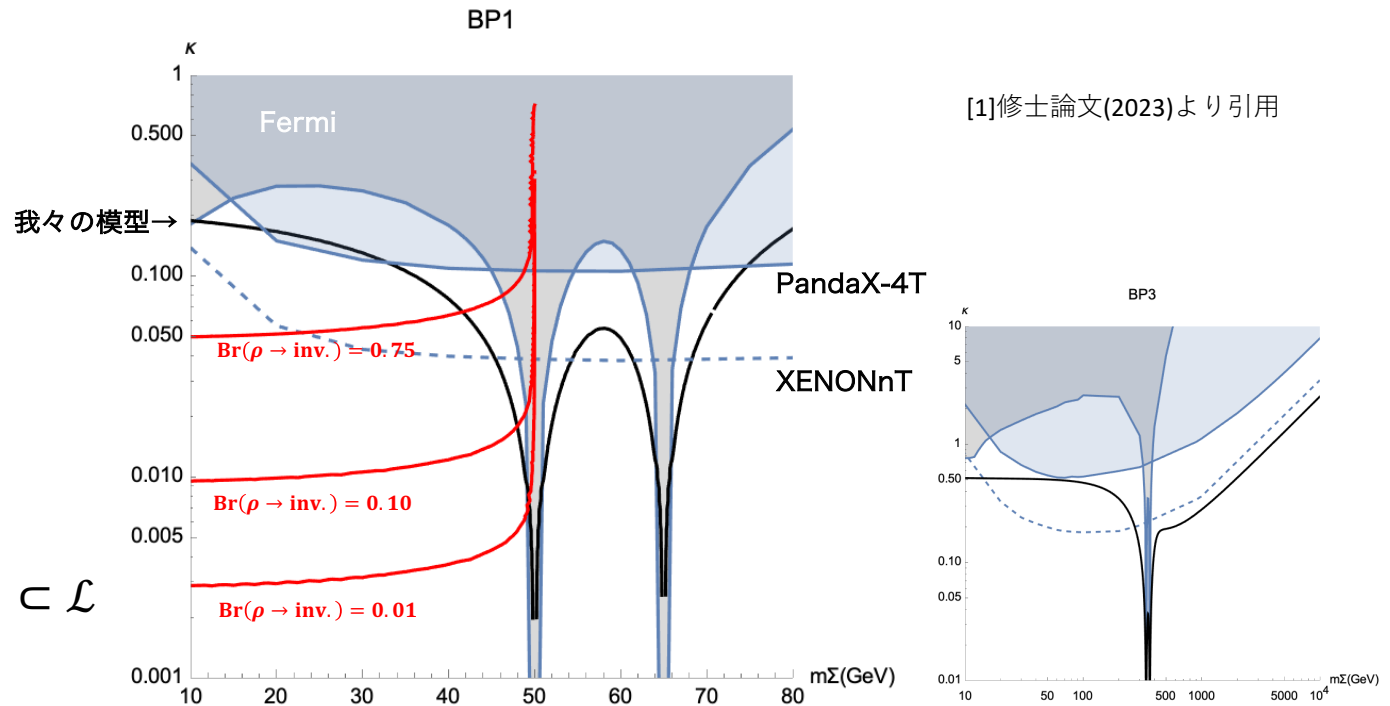 BP1
κ
1
0.500
0.100
0.050
0.010
0.005
0.001
10
20
30
40
50
60
70
80
mΣ(GeV)
Fermi
我々の模型→
PandaX-4T
XENONnT
Br(ρ → inv.) = 0.75
Br(ρ → inv.) = 0.10
Br(ρ → inv.) = 0.01
⊂ ℒ
[1]修士論文(2023)より引用
BP3
κ
10
5
1
0.50
0.10
0.05
0.01
10
50
100
500
1000
5000
10⁴
mΣ(GeV)